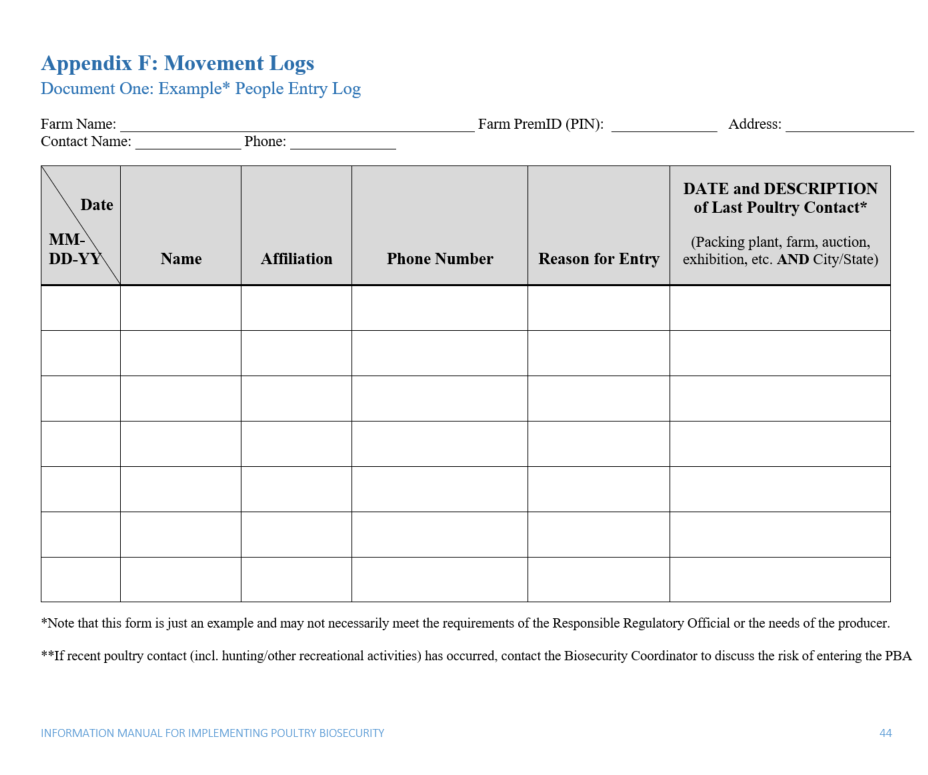 Appendix F: Movement Logs
Document One: Example* People Entry Log
Farm Name: ______________________________________________ Farm PremID (PIN): ______________ Address: _________________
Contact Name: ______________ Phone: ______________
Date
MM-
DD-YY
Name
Affiliation
Phone Number
Reason for Entry
DATE and DESCRIPTION
of Last Poultry Contact*
(Packing plant, farm, auction,
exhibition, etc. AND City/State)
*Note that this form is just an example and may not necessarily meet the requirements of the Responsible Regulatory Official or the needs of the producer.
**If recent poultry contact (incl. hunting/other recreational activities) has occurred, contact the Biosecurity Coordinator to discuss the risk of entering the PBA
INFORMATION MANUAL FOR IMPLEMENTING POULTRY BIOSECURITY 44